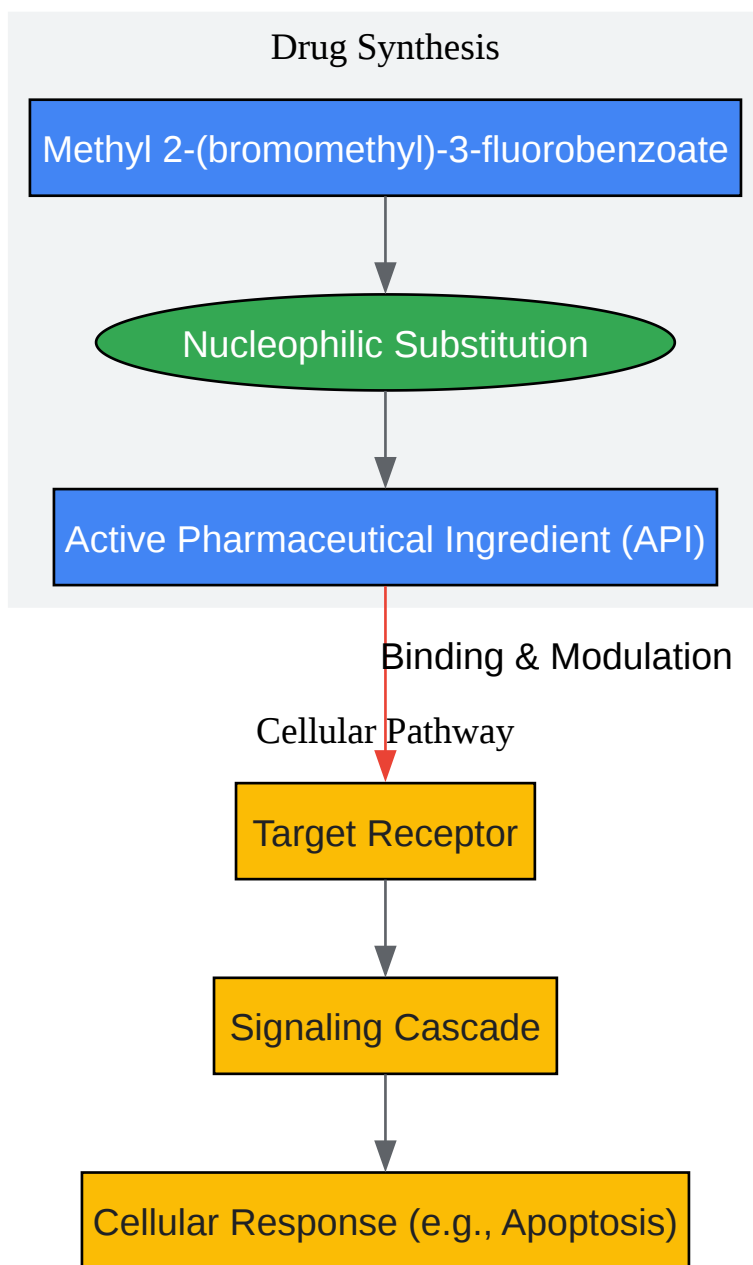 Drug Synthesis
Methyl 2-(bromomethyl)-3-fluorobenzoate
Nucleophilic Substitution
Active Pharmaceutical Ingredient (API)
Binding & Modulation
Cellular Pathway
Target Receptor
Signaling Cascade
Cellular Response (e.g., Apoptosis)